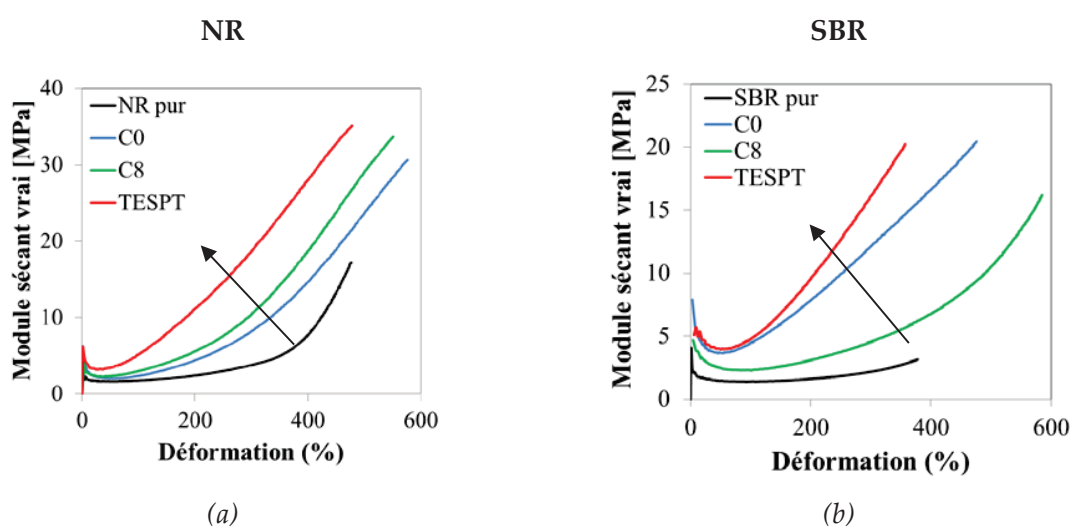 NR
SBR
Module sécant vrai [MPa]
40
30
20
10
0
NR pur
C0
C8
TESPT
0
200
400
600
Déformation (%)
(a)
Module sécant vrai [MPa]
25
20
15
10
5
0
SBR pur
C0
C8
TESPT
0
200
400
600
Déformation (%)
(b)